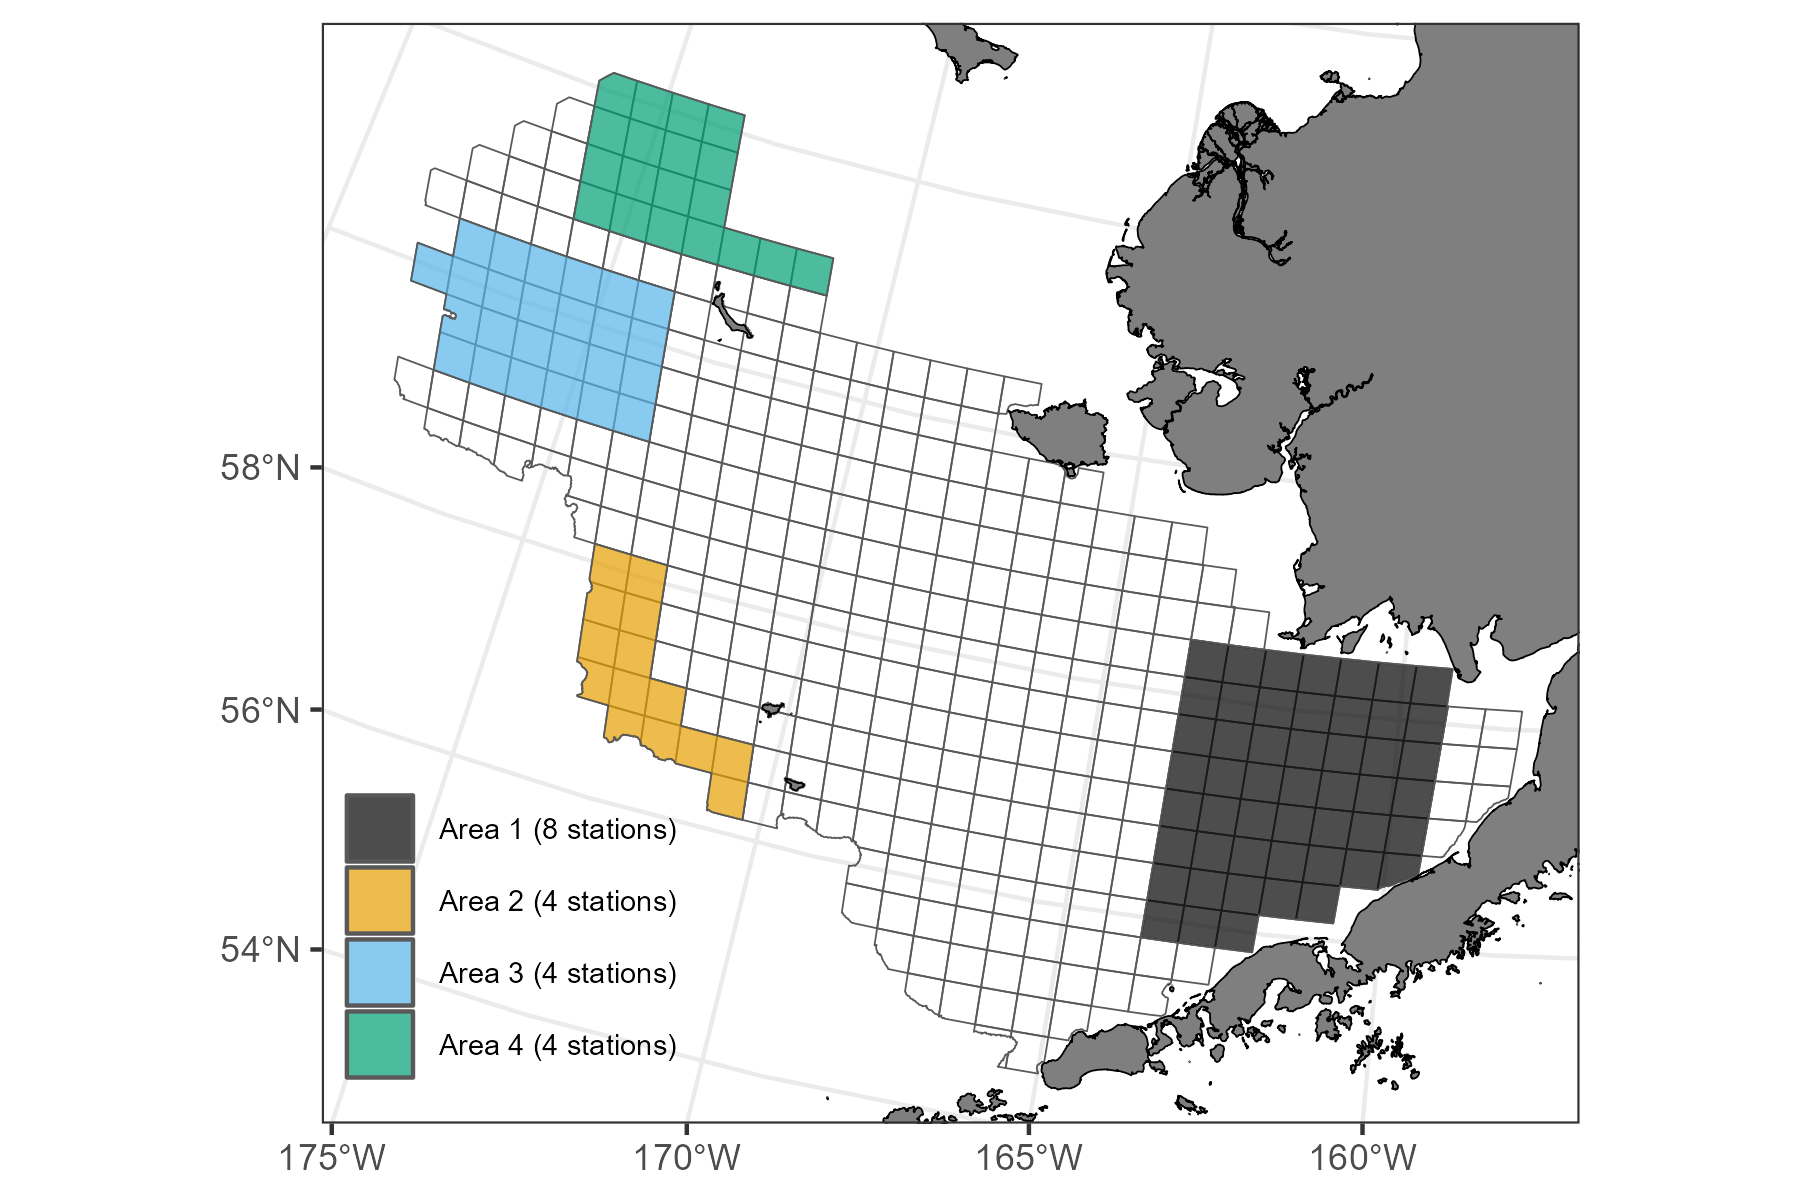 58°N
56°N
54°N
Area 1 (8 stations)
Area 2 (4 stations)
Area 3 (4 stations)
Area 4 (4 stations)
175°W 170°W 165°W 160°W